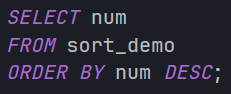 SELECT num
FROM sort_demo
ORDER BY num DESC;